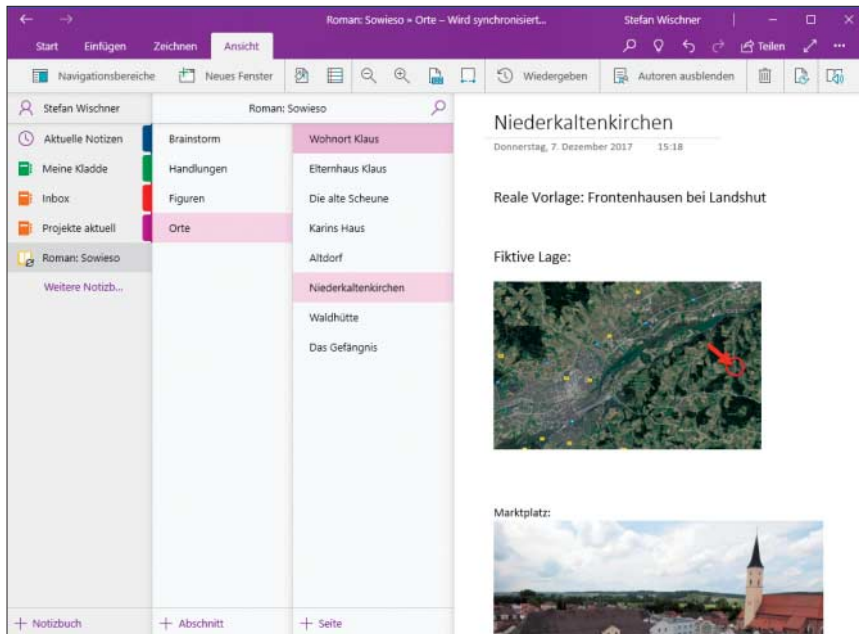 Roman: Sowieso » Orte – Wird synchronisiert...
Stefan Wischner
Start
Einfügen
Zeichnen
Ansicht
Teilen
Navigationsbereiche
Neues Fenster
Wiedergeben
Autoren ausblenden
Stefan Wischner
Aktuelle Notizen
Meine Kladde
Inbox
Projekte aktuell
Roman: Sowieso
Weitere Notizb...
+ Notizbuch
Roman: Sowieso
Brainstorm
Handlungen
Figuren
Orte
+ Abschnitt
Wohnort Klaus
Elternhaus Klaus
Die alte Scheune
Karins Haus
Altdorf
Niederkaltenkirchen
Waldhütte
Das Gefängnis
+ Seite
Niederkaltenkirchen
Donnerstag, 7. Dezember 2017 15:18
Reale Vorlage: Frontenhausen bei Landshut
Fiktive Lage:
Marktplatz: